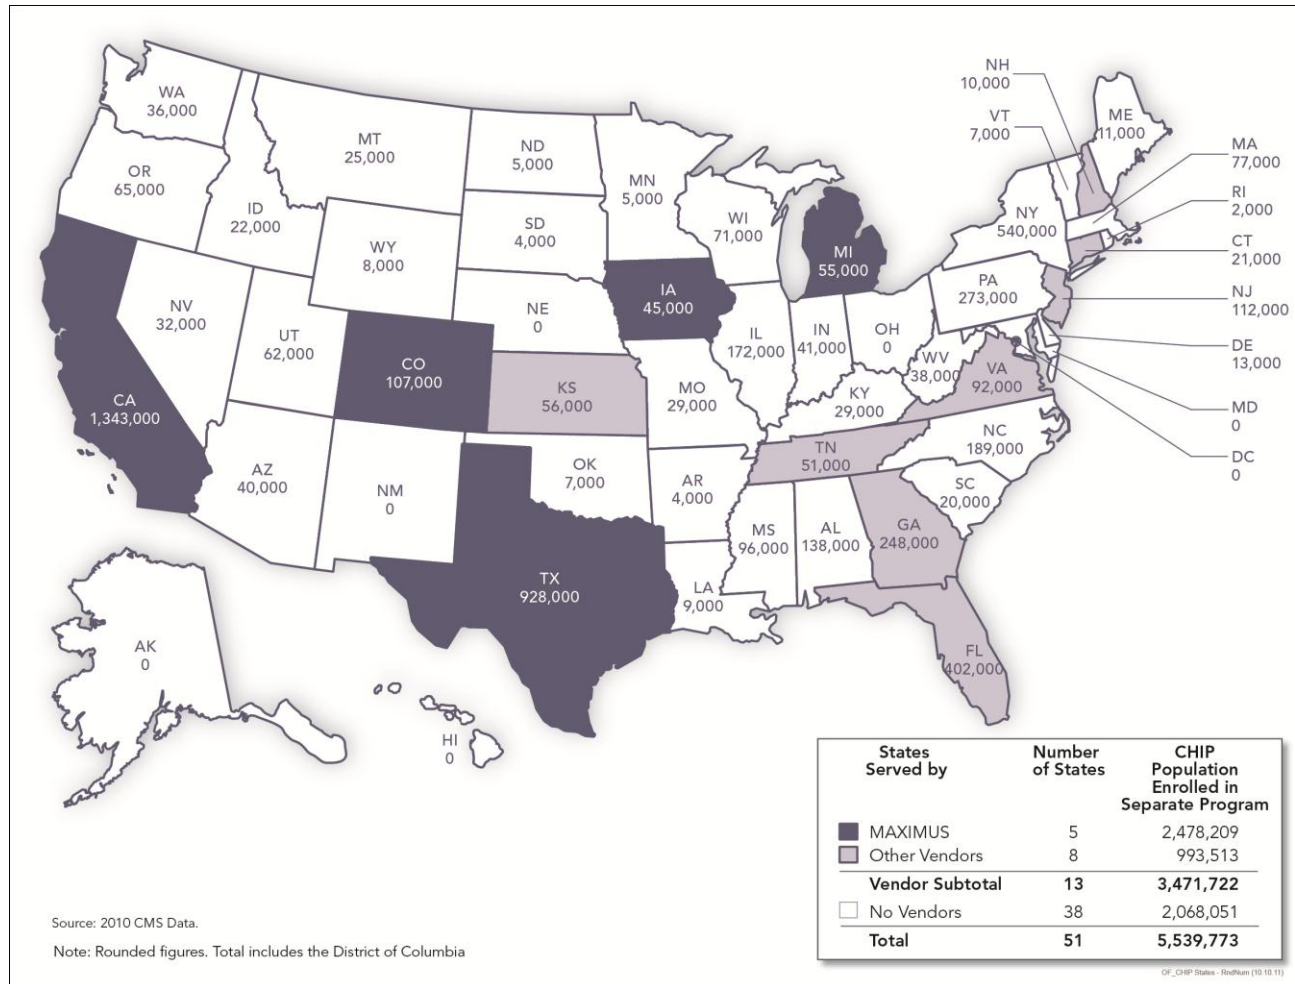 WA
36,000
OR
65,000
ID
22,000
MT
25,000
WY
8,000
NV
32,000
UT
62,000
CO
107,000
CA
1,343,000
AZ
40,000
NM
0
ND
5,000
SD
4,000
NE
0
KS
56,000
OK
7,000
TX
928,000
MN
5,000
IA
45,000
MO
29,000
AR
4,000
LA
9,000
WI
71,000
IL
172,000
MI
55,000
IN
41,000
OH
0
KY
29,000
TN
51,000
MS
96,000
AL
138,000
GA
248,000
FL
402,000
SC
20,000
NC
189,000
VA
92,000
WV
38,000
PA
273,000
NY
540,000
ME
11,000
NH
10,000
VT
7,000
MA
77,000
RI
2,000
CT
21,000
NJ
112,000
DE
13,000
MD
0
DC
0
AK
0
HI
0
States Served by Number of States CHIP Population Enrolled in Separate Program
MAXIMUS 5 2,478,209
Other Vendors 8 993,513
Vendor Subtotal 13 3,471,722
No Vendors 38 2,068,051
Total 51 5,539,773
Source: 2010 CMS Data.
Note: Rounded figures. Total includes the District of Columbia
OF_CHIP States - RndNum (10.10.11)